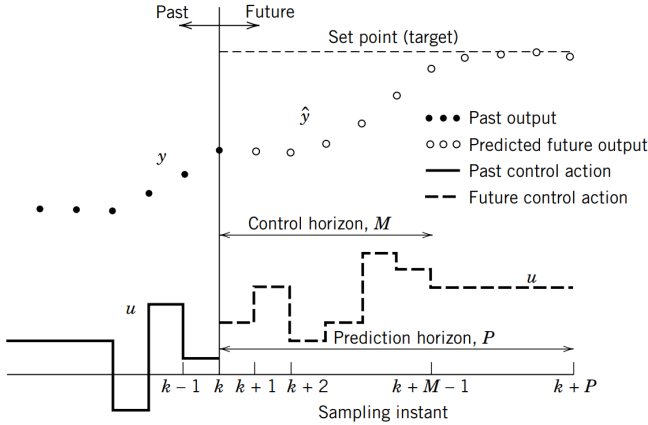 Past Future
Set point (target)
ŷ
Past output
y
Predicted future output
Past control action
Future control action
Control horizon, M
u
u
Prediction horizon, P
k – 1 k k + 1 k + 2 k + M – 1 k + P
Sampling instant